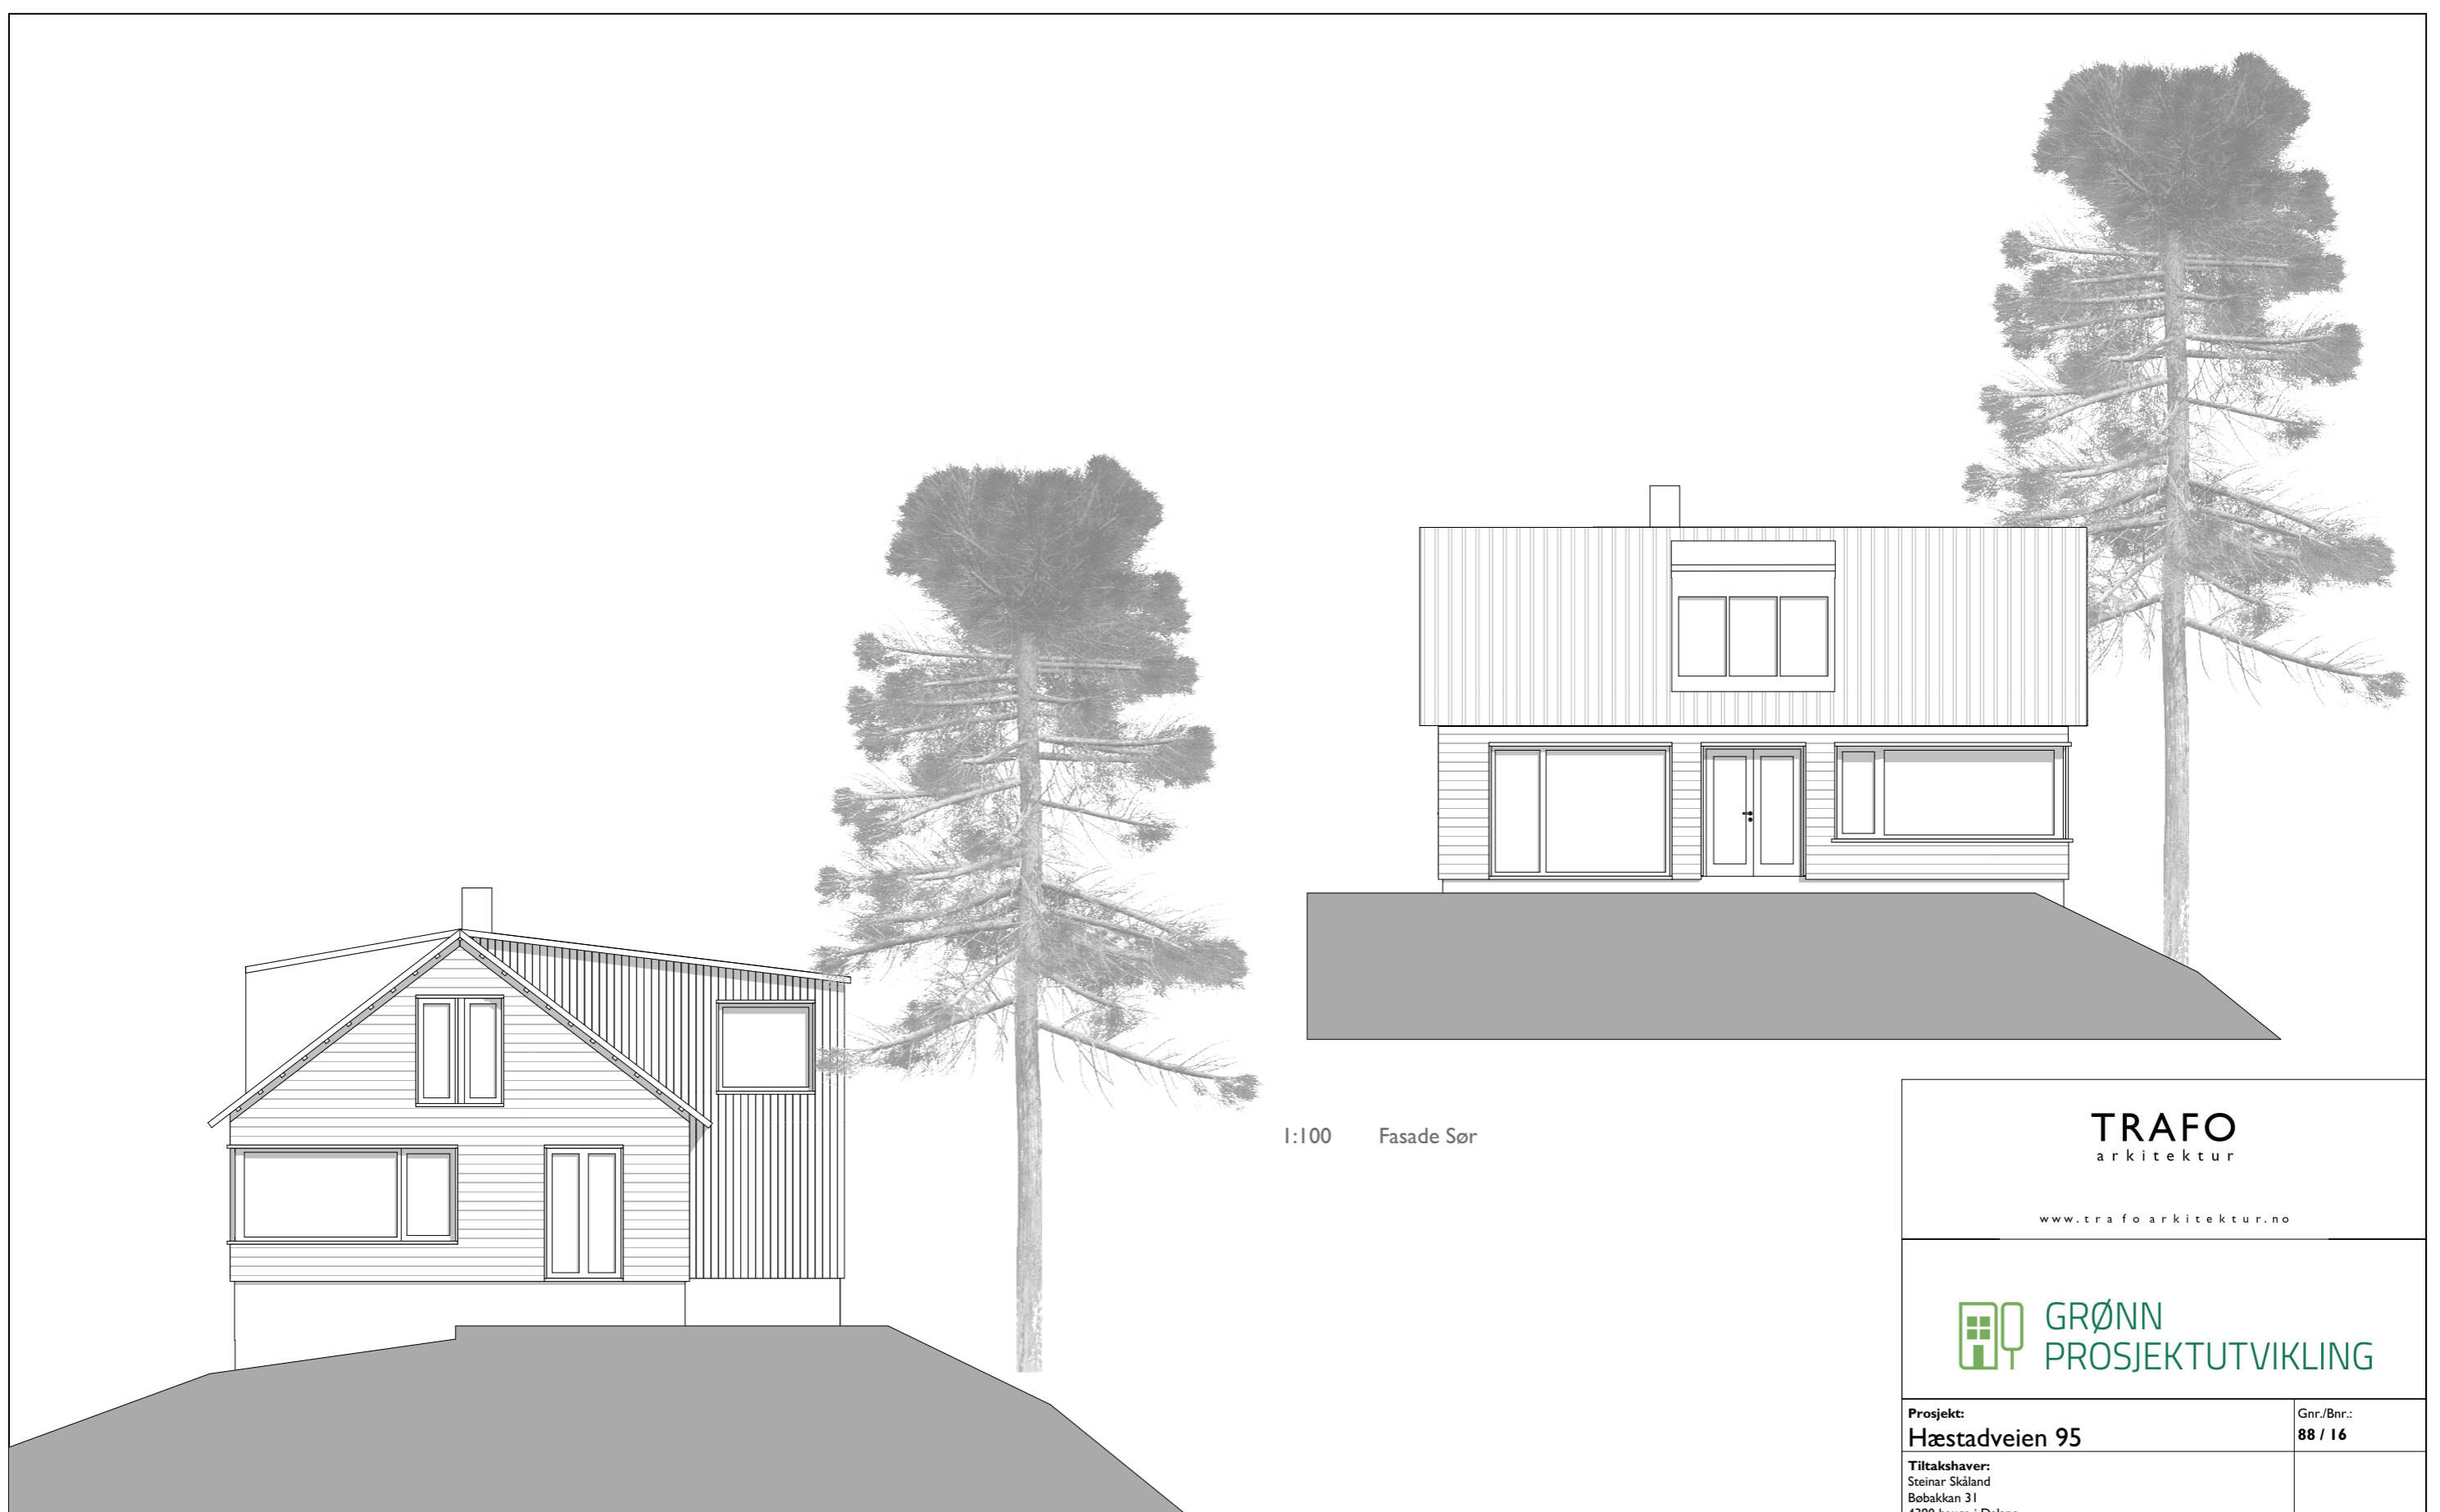 1:100 Fasade Sør
TRAFO
arkitektur
www.trafoarkitektur.no
GRØNN
PROSJEKTUTVIKLING
Prosjekt:
Hæstadveien 95
Gnr./Bnr.:
88 / 16
Tiltakshaver:
Steinar Skåland
Bøbakkan 31